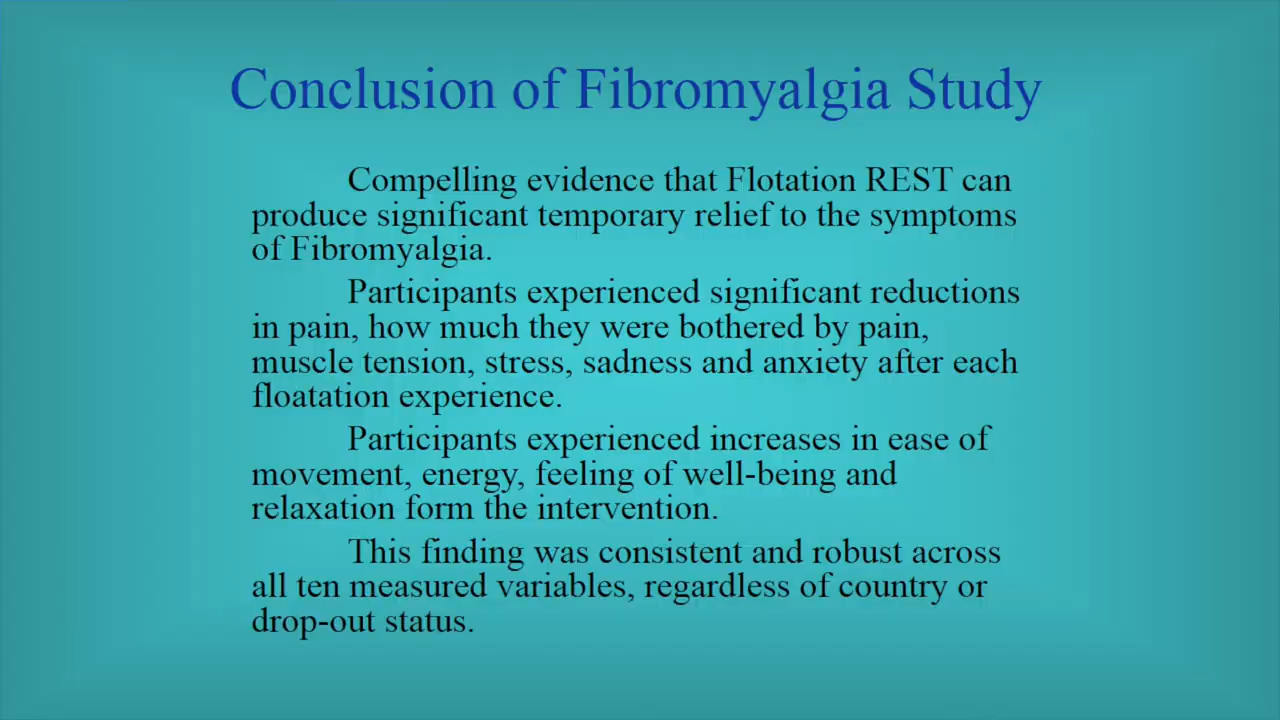 Conclusion of Fibromyalgia Study
Compelling evidence that Flotation REST can
produce significant temporary relief to the symptoms
of Fibromyalgia.
Participants experienced significant reductions
in pain, how much they were bothered by pain,
muscle tension, stress, sadness and anxiety after each
floatation experience.
Participants experienced increases in ease of
movement, energy, feeling of well-being and
relaxation form the intervention.
This finding was consistent and robust across
all ten measured variables, regardless of country or
drop-out status.